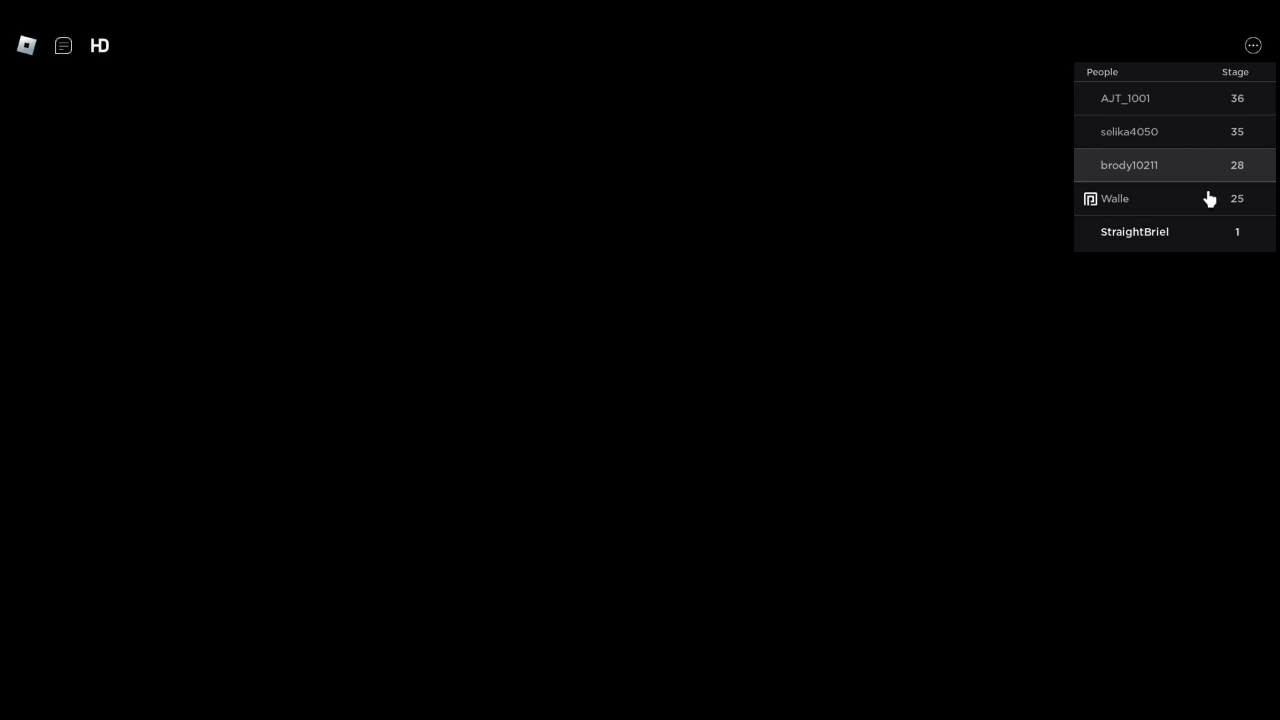 HD
People Stage
AJT_1001 36
selika4050 35
brody10211 28
Walle 25
StraightBriel 1